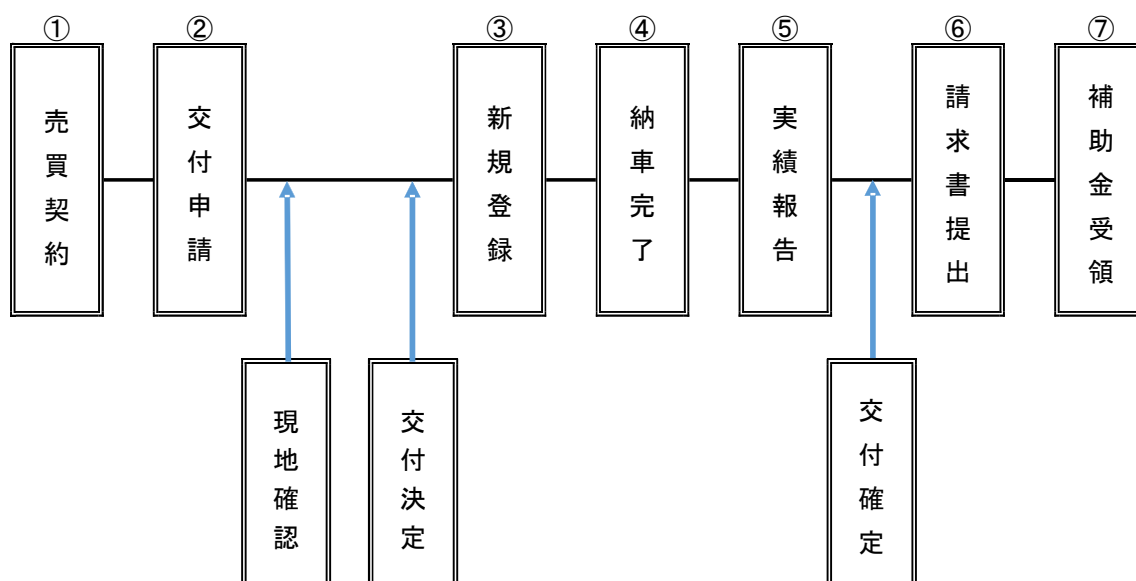 ①
売買契約
②
交付申請
現地確認
交付決定
③
新規登録
④
納車完了
⑤
実績報告
交付確定
⑥
請求書提出
⑦
補助金受領